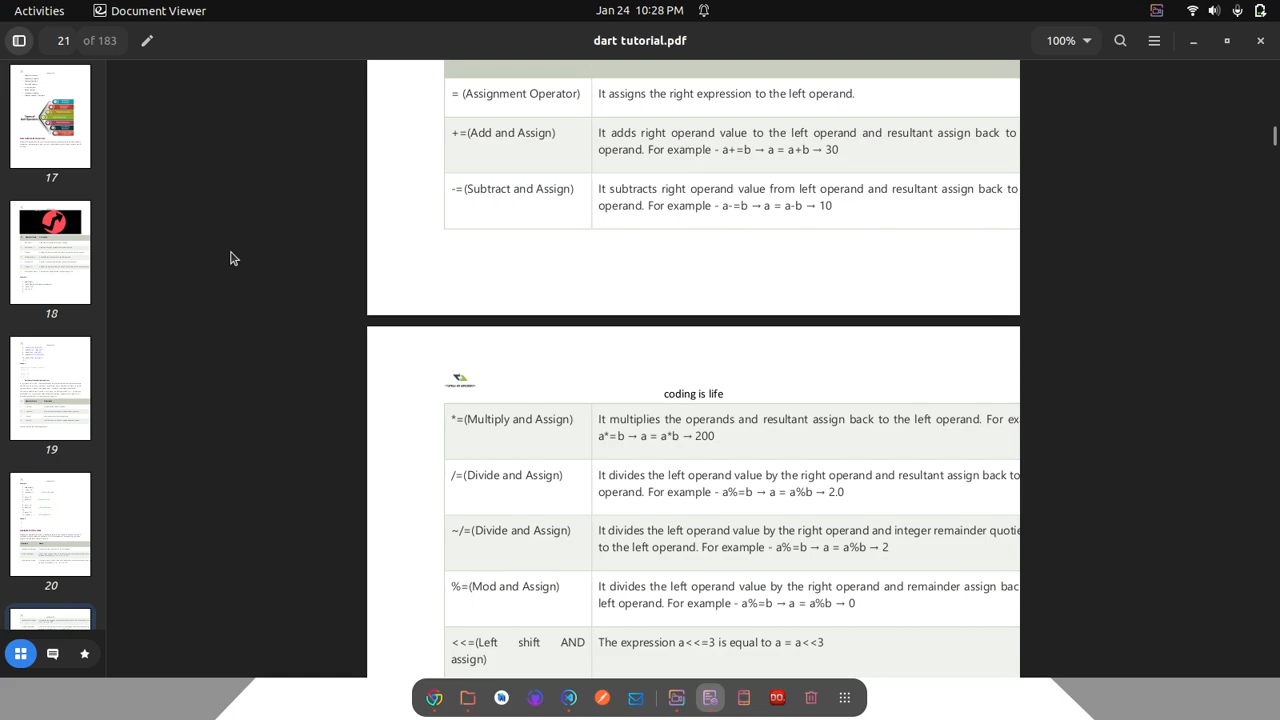 Activities
Document Viewer
Jan 24 10:28 PM
21 of 183
dart tutorial.pdf
100%
17
18
19
20
gnment Operator)
It assigns the right expression to the left operand.
and Assign)
It adds right operand value to the left operand and resultant assign back to
operand. For example - a+=b → a = a+b → 30
-=(Subtract and Assign)
It subtracts right operand value from left operand and resultant assign back to
operand. For example - a-=b → a = a-b → 10
coding is life
and Assign)
It multiplies the operands and resultant assign back to the left operand. For ex
a*=b → a = a*b → 200
/=(Divide and Assign)
It divides the left operand value by the right operand and resultant assign back to
operand. For example - a%=b → a = a%b → 2.0
(Divide and Assign)
It divides the left operand value by the right operand and integer remainder quotie
to the left operand. For example - a%=b → a = a%b → 2
%=(Mod and Assign)
It divides the left operand value by the right operand and remainder assign bac
left operand. For example - a%=b → a = a%b → 0
<<=(Left shift AND
assign)
The expression a<<=3 is equal to a = a<<3